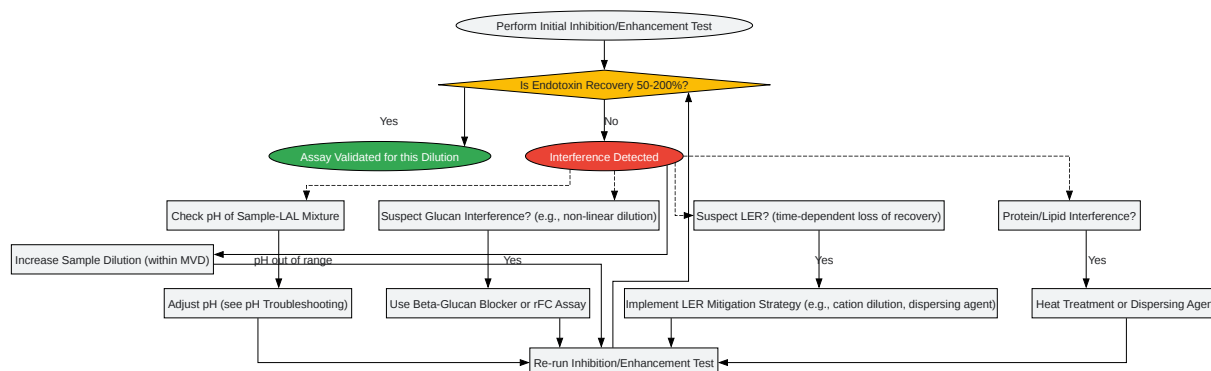 Perform Initial Inhibition/Enhancement Test
Is Endotoxin Recovery 50-200%?
Yes
No
Assay Validated for this Dilution
Interference Detected
Check pH of Sample-LAL Mixture
Suspect Glucan Interference? (e.g., non-linear dilution)
Suspect LER? (time-dependent loss of recovery)
Protein/Lipid Interference?
Increase Sample Dilution (within MVD)
pH out of range
Yes
Yes
Yes
Adjust pH (see pH Troubleshooting)
Use Beta-Glucan Blocker or rFC Assay
Implement LER Mitigation Strategy (e.g., cation dilution, dispersing agent)
Heat Treatment or Dispersing Agen
Re-run Inhibition/Enhancement Test